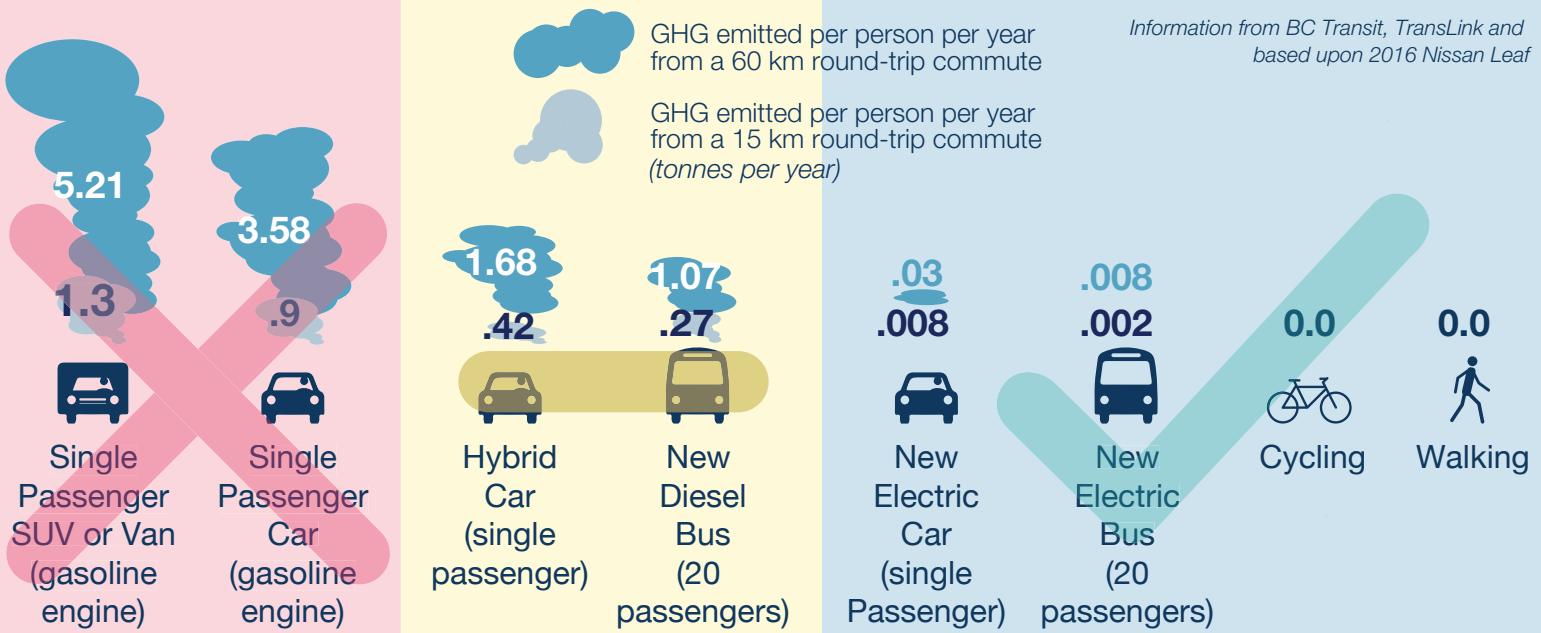 GHG emitted per person per year
from a 60 km round-trip commute
GHG emitted per person per year
from a 15 km round-trip commute
(tonnes per year)
Information from BC Transit, TransLink and
based upon 2016 Nissan Leaf
5.21
1.3
Single
Passenger
SUV or Van
(gasoline
engine)
3.58
.9
Single
Passenger
Car
(gasoline
engine)
1.68
.42
Hybrid
Car
(single
passenger)
1.07
.27
New
Diesel
Bus
(20
passengers)
.03
.008
New
Electric
Car
(single
Passenger)
.008
.002
New
Electric
Bus
(20
passengers)
0.0
Cycling
0.0
Walking